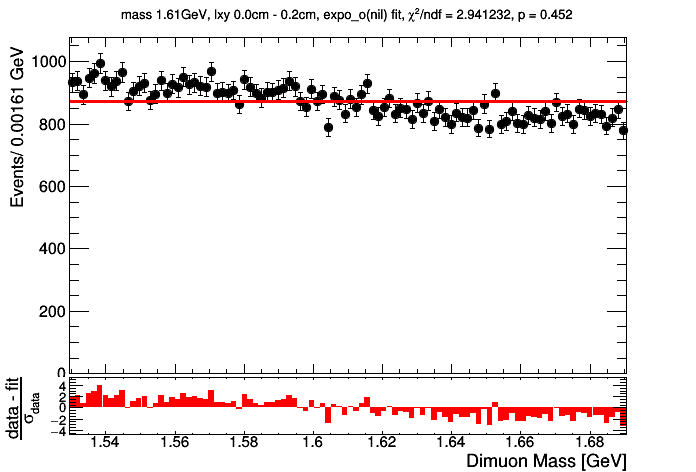 mass 1.61GeV, lxy 0.0cm - 0.2cm, expo_o(nil) fit, χ²/ndf = 2.941232, p = 0.452
Events/ 0.00161 GeV
1000
800
600
400
200
0
data - fit
σdata
4
2
0
−2
−4
1.54 1.56 1.58 1.6 1.62 1.64 1.66 1.68
Dimuon Mass [GeV]